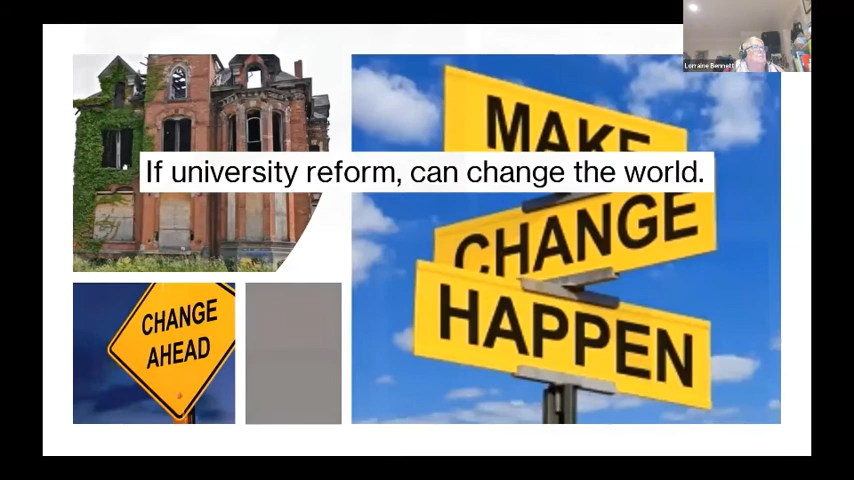 Lorraine Bennett
If university reform, can change the world.
MAKE
CHANGE
HAPPEN
CHANGE
AHEAD